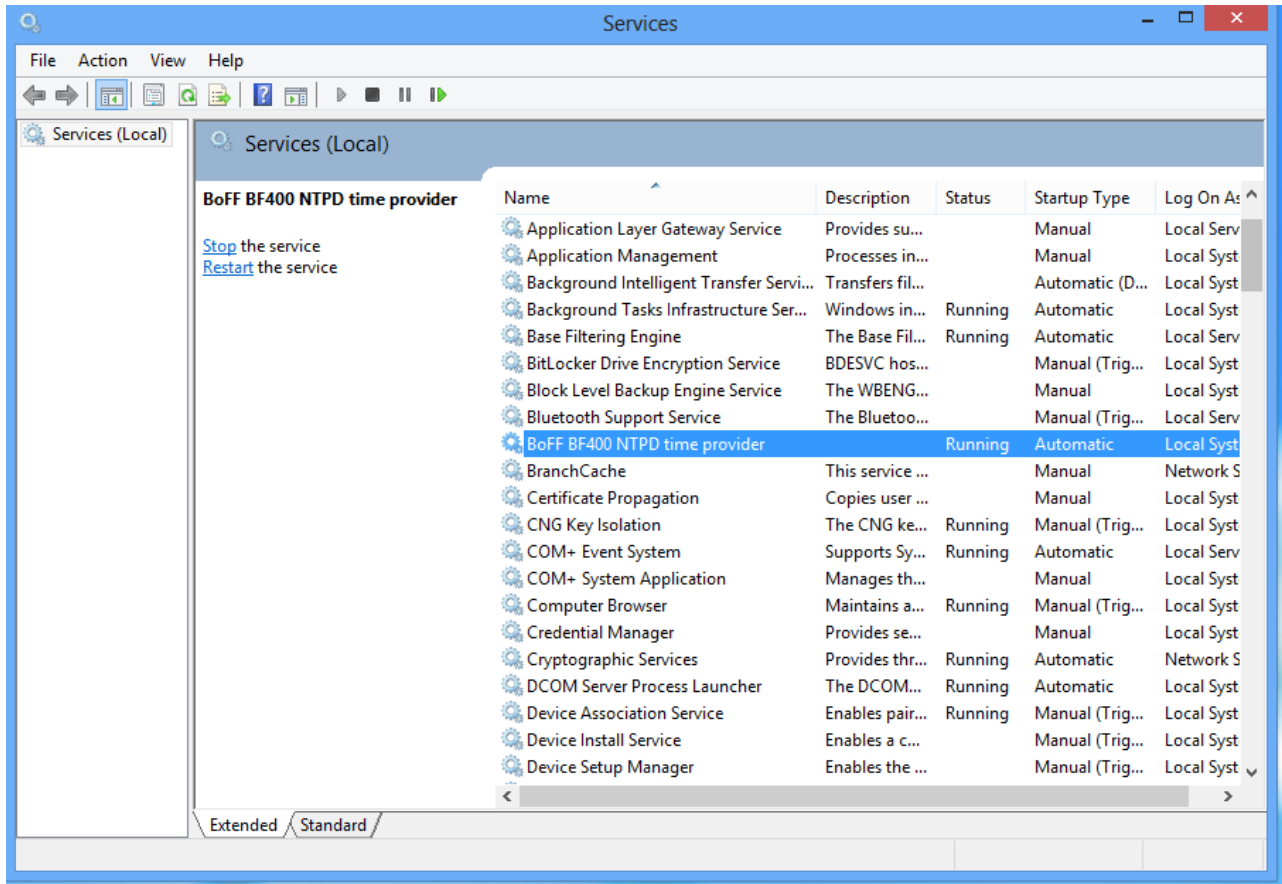 Services
File Action View Help
Services (Local)
Services (Local)
BoFF BF400 NTPD time provider
Stop the service
Restart the service
Name Description Status Startup Type Log On As
Application Layer Gateway Service Provides su... Manual Local Serv
Application Management Processes in... Manual Local Syst
Background Intelligent Transfer Servi... Transfers fil... Automatic (D... Local Syst
Background Tasks Infrastructure Ser... Windows in... Running Automatic Local Syst
Base Filtering Engine The Base Fil... Running Automatic Local Serv
BitLocker Drive Encryption Service BDESVC hos... Manual (Trig... Local Syst
Block Level Backup Engine Service The WBENG... Manual Local Syst
Bluetooth Support Service The Bluetoo... Manual (Trig... Local Serv
BoFF BF400 NTPD time provider Running Automatic Local Syst
BranchCache This service ... Manual Network S
Certificate Propagation Copies user ... Manual Local Syst
CNG Key Isolation The CNG ke... Running Manual (Trig... Local Syst
COM+ Event System Supports Sy... Running Automatic Local Serv
COM+ System Application Manages th... Manual Local Syst
Computer Browser Maintains a... Running Manual (Trig... Local Syst
Credential Manager Provides se... Manual Local Syst
Cryptographic Services Provides thr... Running Automatic Network S
DCOM Server Process Launcher The DCOM... Running Automatic Local Syst
Device Association Service Enables pair... Running Manual (Trig... Local Syst
Device Install Service Enables a c... Manual (Trig... Local Syst
Device Setup Manager Enables the ... Manual (Trig... Local Syst
Extended Standard